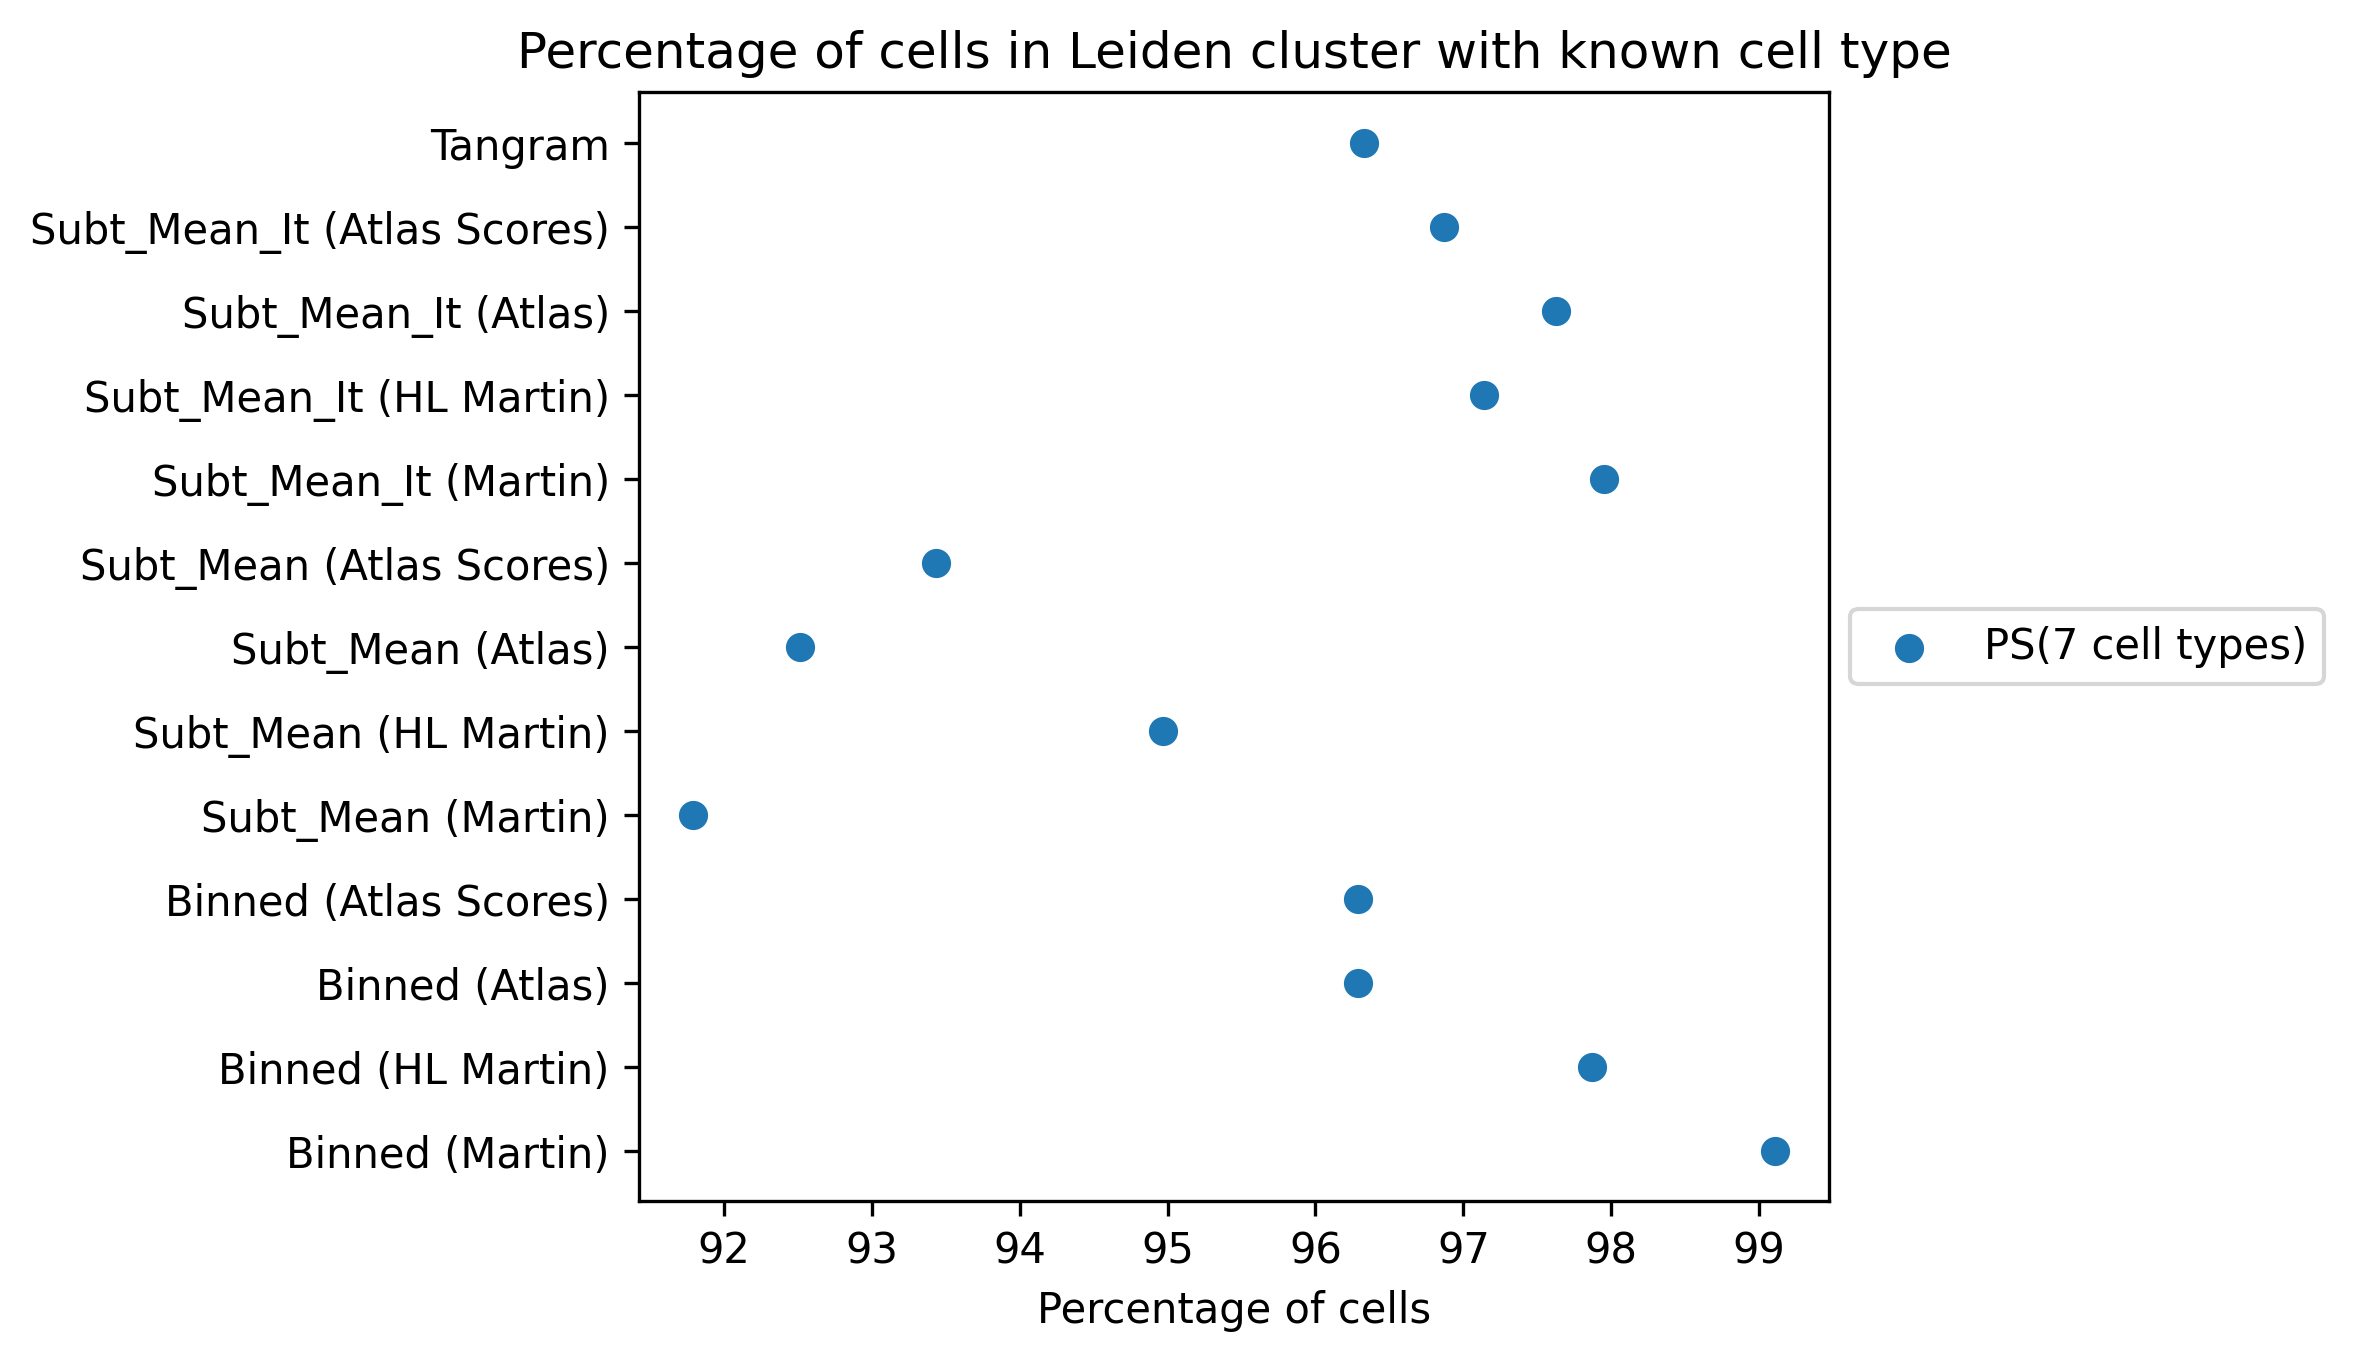 Percentage of cells in Leiden cluster with known cell type
Tangram
Subt_Mean_It (Atlas Scores)
Subt_Mean_It (Atlas)
Subt_Mean_It (HL Martin)
Subt_Mean_It (Martin)
Subt_Mean (Atlas Scores)
Subt_Mean (Atlas)
Subt_Mean (HL Martin)
Subt_Mean (Martin)
Binned (Atlas Scores)
Binned (Atlas)
Binned (HL Martin)
Binned (Martin)
PS(7 cell types)
92 93 94 95 96 97 98 99
Percentage of cells